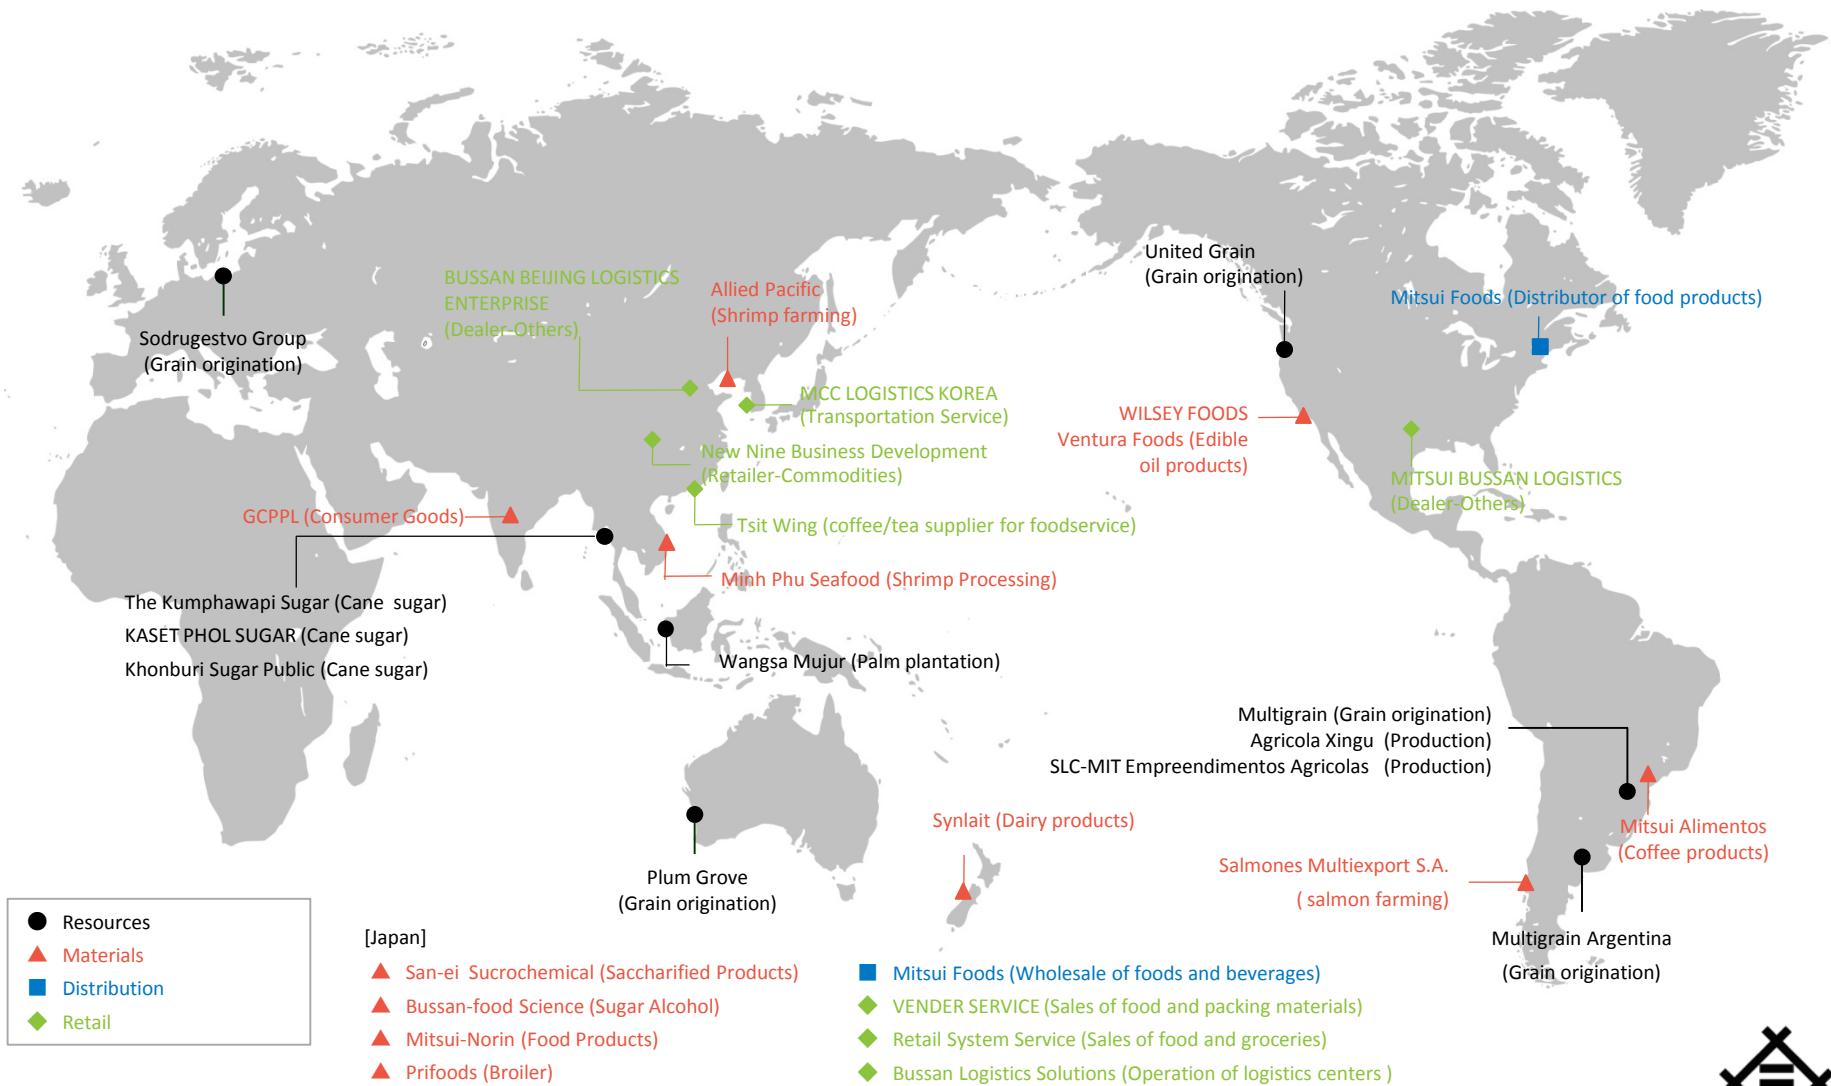 United Grain
(Grain origination)
BUSSAN BEIJING LOGISTICS
ENTERPRISE
(Dealer-Others)
Allied Pacific
(Shrimp farming)
Mitsui Foods (Distributor of food products)
Sodrugestvo Group
(Grain origination)
MCC LOGISTICS KOREA
(Transportation Service)
WILSEY FOODS
Ventura Foods (Edible
oil products)
New Nine Business Development
(Retailer-Commodities)
MITSUI BUSSAN LOGISTICS
(Dealer-Others)
GCPPL (Consumer Goods)
Tsit Wing (coffee/tea supplier for foodservice)
Minh Phu Seafood (Shrimp Processing)
The Kumphawapi Sugar (Cane  sugar)
KASET PHOL SUGAR (Cane sugar)
Khonburi Sugar Public (Cane sugar)
Wangsa Mujur (Palm plantation)
Multigrain (Grain origination)
Agricola Xingu  (Production)
SLC-MIT Empreendimentos Agricolas   (Production)
Synlait (Dairy products)
Mitsui Alimentos
(Coffee products)
Salmones Multiexport S.A.
( salmon farming)
Plum Grove
(Grain origination)
Multigrain Argentina
(Grain origination)
Resources
Materials
Distribution
Retail
[Japan]
San-ei  Sucrochemical (Saccharified Products)
Bussan-food Science (Sugar Alcohol)
Mitsui-Norin (Food Products)
Prifoods (Broiler)
Mitsui Foods (Wholesale of foods and beverages)
VENDER SERVICE (Sales of food and packing materials)
Retail System Service (Sales of food and groceries)
Bussan Logistics Solutions (Operation of logistics centers )